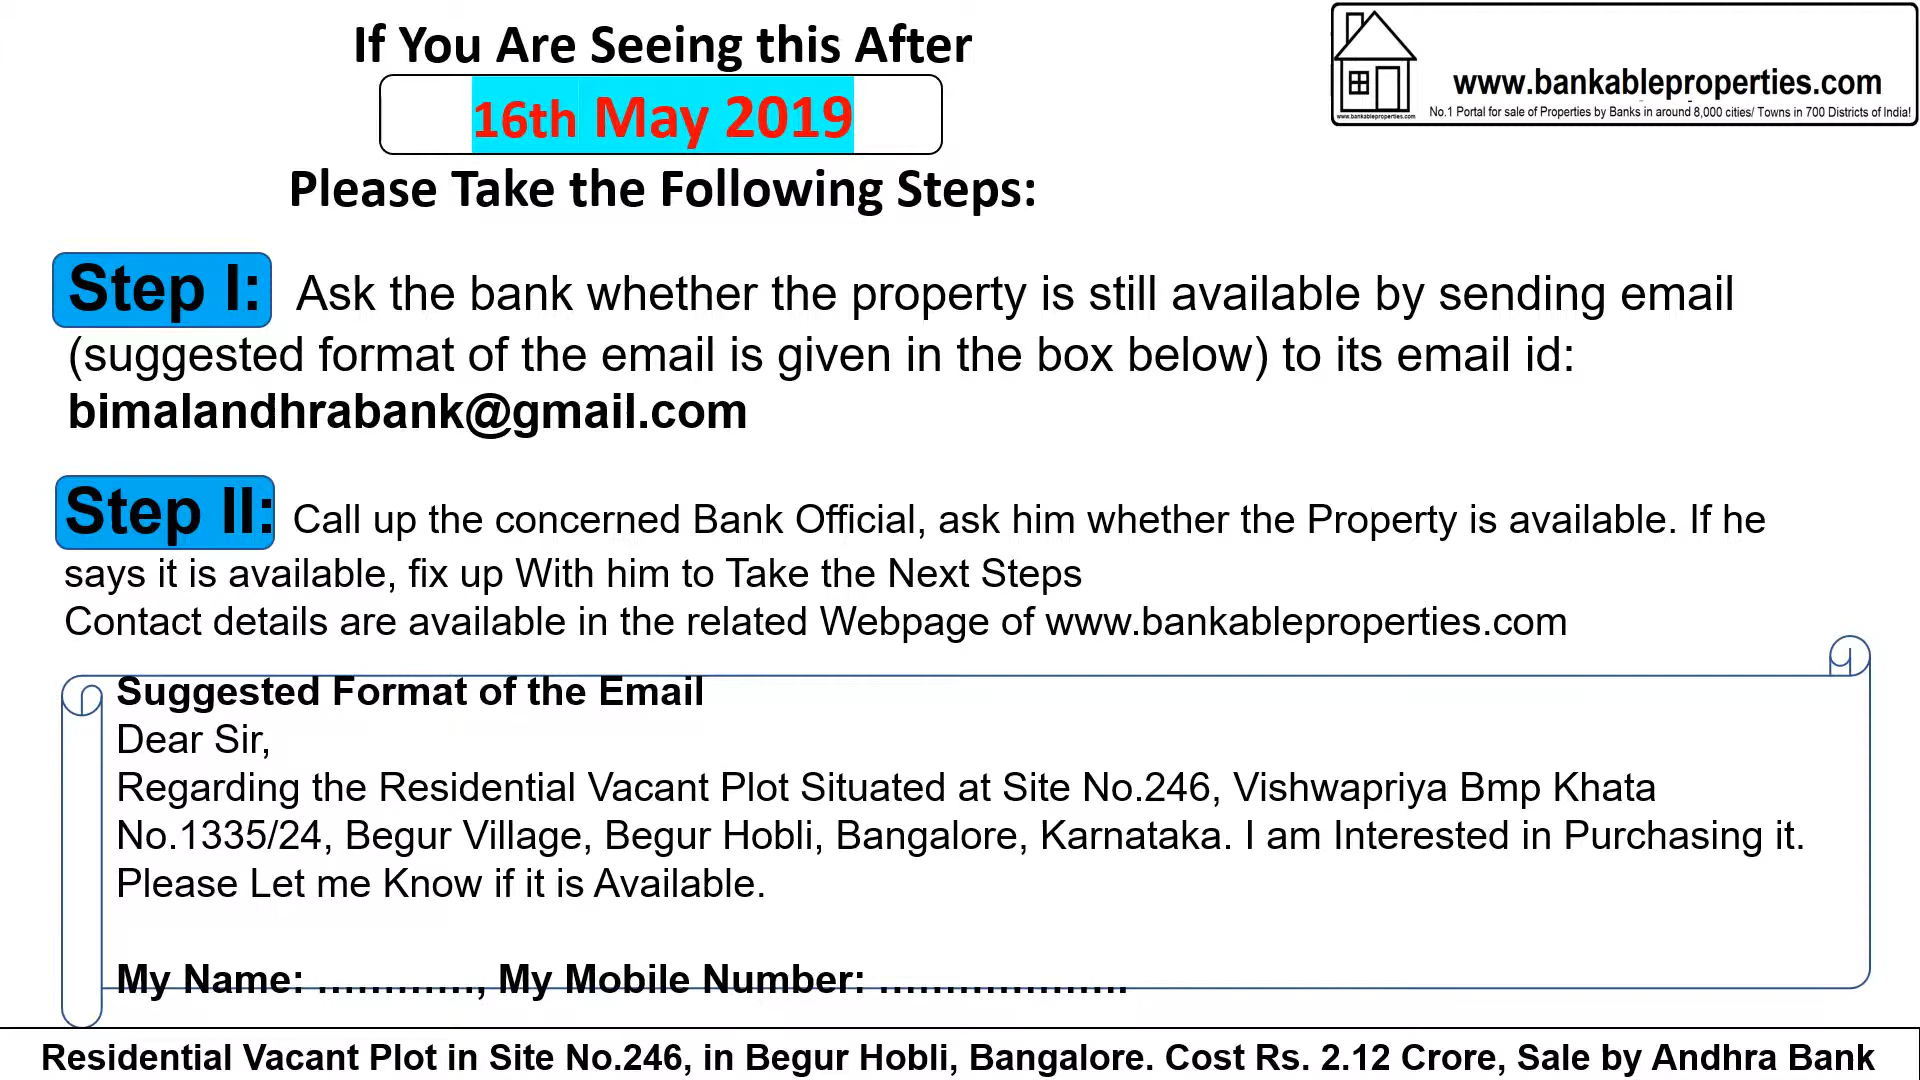 If You Are Seeing this After
16th May 2019
Please Take the Following Steps:
www.bankableproperties.com
No.1 Portal for sale of Properties by Banks in around 8,000 cities/ Towns in 700 Districts of India!
www.bankableproperties.com
Step I: Ask the bank whether the property is still available by sending email
(suggested format of the email is given in the box below) to its email id:
bimalandhrabank@gmail.com
Step II: Call up the concerned Bank Official, ask him whether the Property is available. If he
says it is available, fix up With him to Take the Next Steps
Contact details are available in the related Webpage of www.bankableproperties.com
Suggested Format of the Email
Dear Sir,
Regarding the Residential Vacant Plot Situated at Site No.246, Vishwapriya Bmp Khata
No.1335/24, Begur Village, Begur Hobli, Bangalore, Karnataka. I am Interested in Purchasing it.
Please Let me Know if it is Available.
My Name: …………, My Mobile Number: ……………….
Residential Vacant Plot in Site No.246, in Begur Hobli, Bangalore. Cost Rs. 2.12 Crore, Sale by Andhra Bank